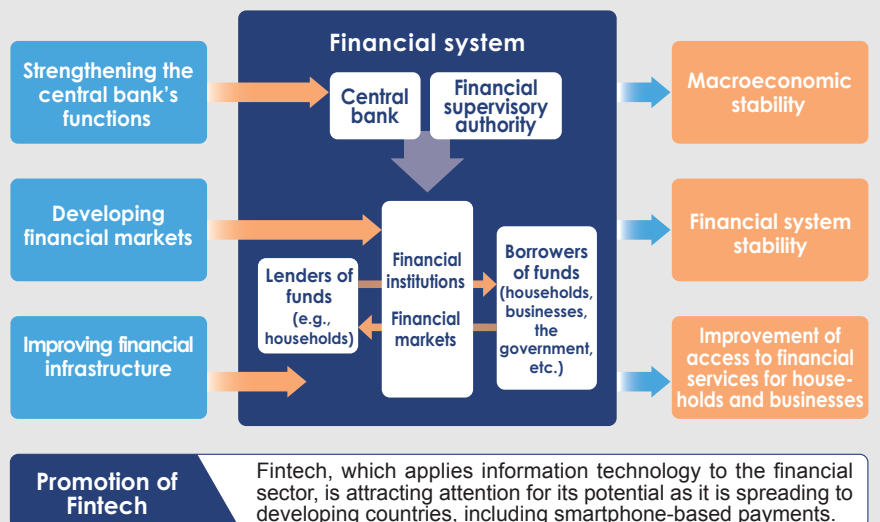 Financial system
Strengthening the
central bank's
functions
Central
bank
Financial
supervisory
authority
Macroeconomic
stability
Developing
financial markets
Financial
institutions
Financial
markets
Lenders of
funds
(e.g.,
households)
Borrowers
of funds
(households,
businesses,
the
government,
etc.)
Financial system
stability
Improving financial
infrastructure
Improvement of
access to financial
services for house-
holds and businesses
Promotion of
Fintech
Fintech, which applies information technology to the financial
sector, is attracting attention for its potential as it is spreading to
developing countries, including smartphone-based payments.